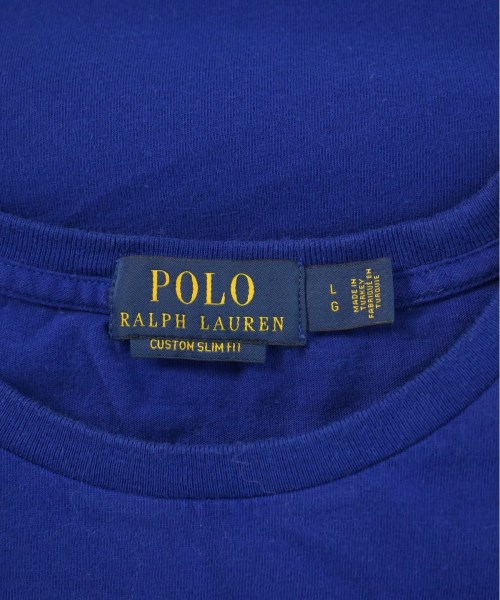 POLO
RALPH LAUREN
CUSTOM SLIM FIT
L
G
MADE IN
TURKEY
FABRIQUÉ EN
TURQUIE